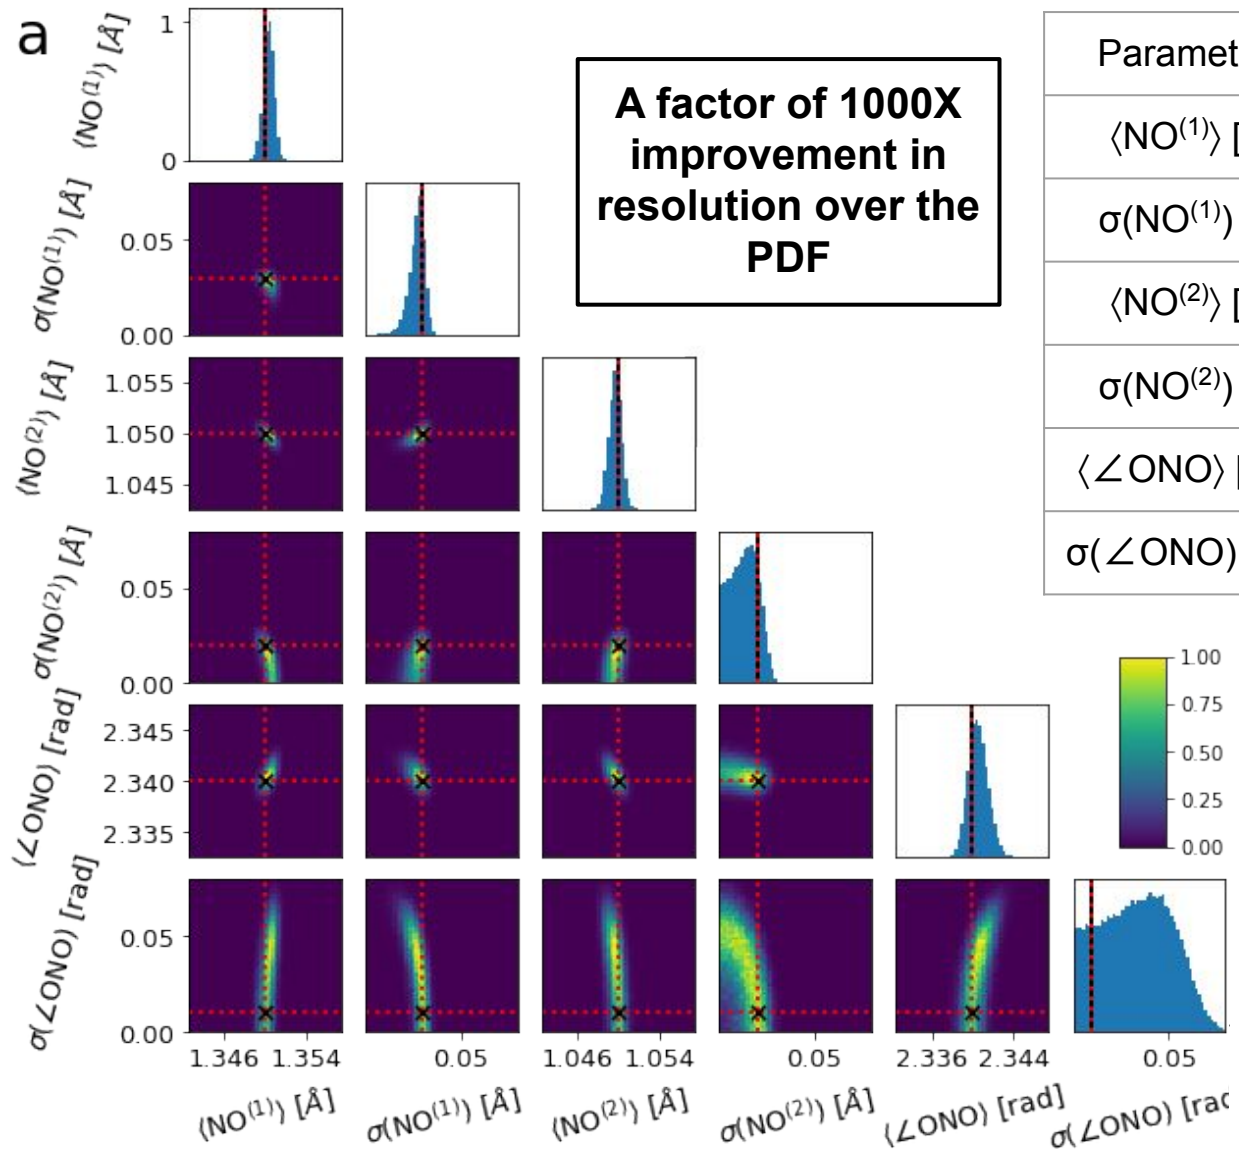 a
⟨NO⁽¹⁾⟩ [Å]
1
0
A factor of 1000X
improvement in
resolution over the
PDF
Paramet
⟨NO⁽¹⁾⟩ [
σ(NO⁽¹⁾)
⟨NO⁽²⁾⟩ [
σ(NO⁽²⁾)
⟨∠ONO⟩ [
σ(∠ONO)
σ(NO⁽¹⁾) [Å]
0.05
0.00
⟨NO⁽²⁾⟩ [Å]
1.055
1.050
1.045
σ(NO⁽²⁾) [Å]
0.05
0.00
⟨∠ONO⟩ [rad]
2.345
2.340
2.335
1.00
0.75
0.50
0.25
0.00
σ(∠ONO) [rad]
0.05
0.00
1.346 1.354 0.05 1.046 1.054 0.05 2.336 2.344 0.05
⟨NO⁽¹⁾⟩ [Å] σ(NO⁽¹⁾) [Å] ⟨NO⁽²⁾⟩ [Å] σ(NO⁽²⁾) [Å] ⟨∠ONO⟩ [rad] σ(∠ONO) [rad